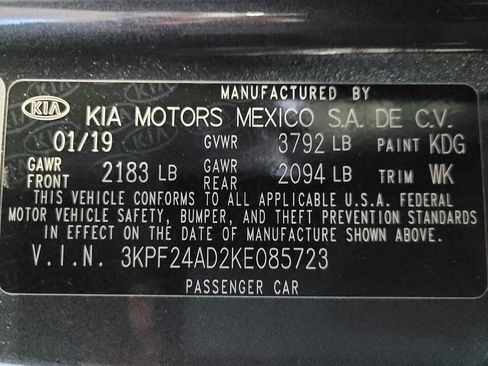 MANUFACTURED BY
KIA KIA MOTORS MEXICO S.A. DE C.V.
01/19 GVWR 3792 LB PAINT KDG
GAWR FRONT 2183 LB GAWR REAR 2094 LB TRIM WK
THIS VEHICLE CONFORMS TO ALL APPLICABLE U.S.A. FEDERAL
MOTOR VEHICLE SAFETY, BUMPER, AND THEFT PREVENTION STANDARDS
IN EFFECT ON THE DATE OF MANUFACTURE SHOWN ABOVE.
V.I.N. 3KPF24AD2KE085723
PASSENGER CAR